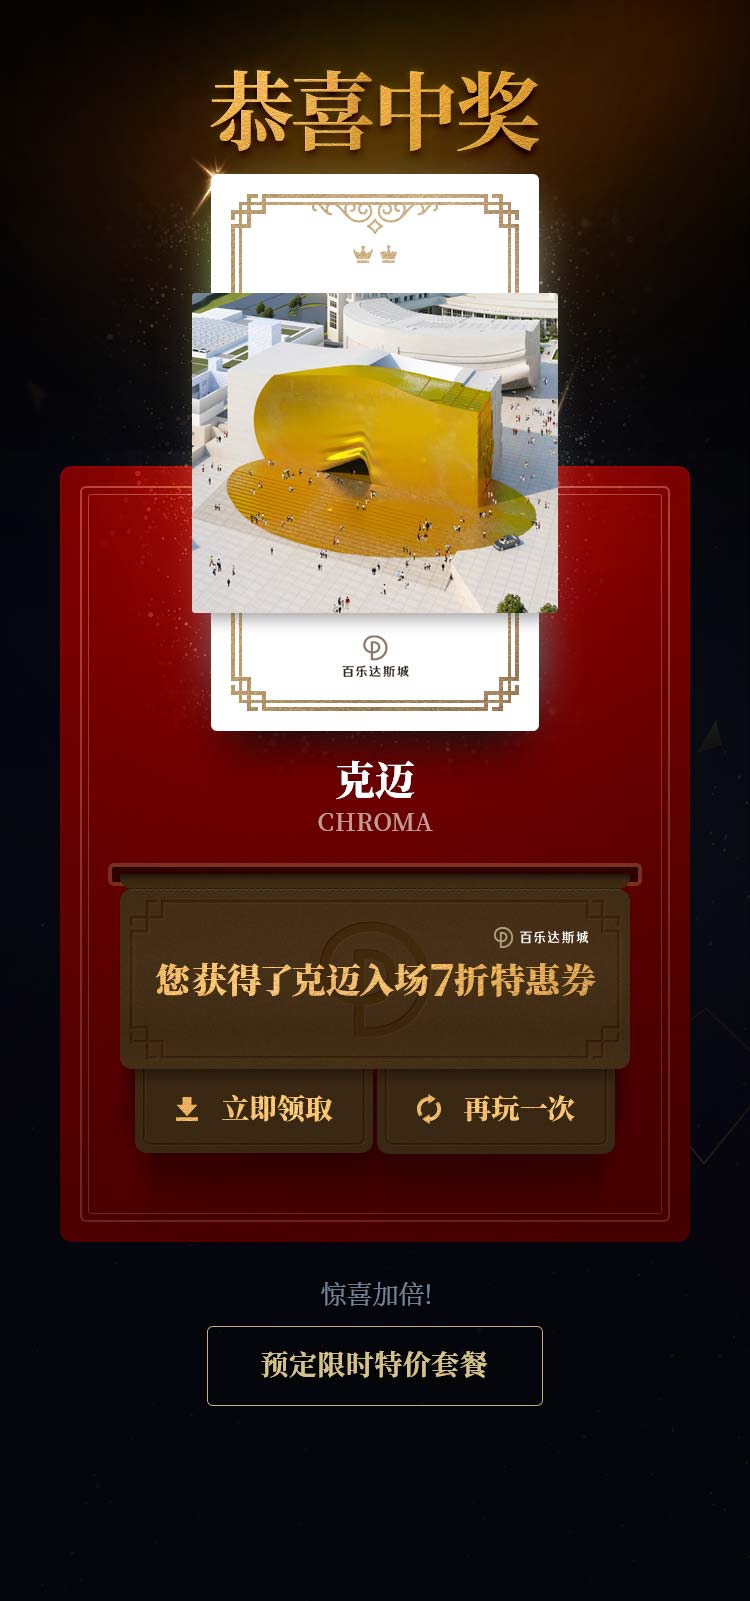 恭喜中奖
百乐达斯城
克迈
CHROMA
百乐达斯城
您获得了克迈入场7折特惠券
立即领取
再玩一次
惊喜加倍!
预定限时特价套餐